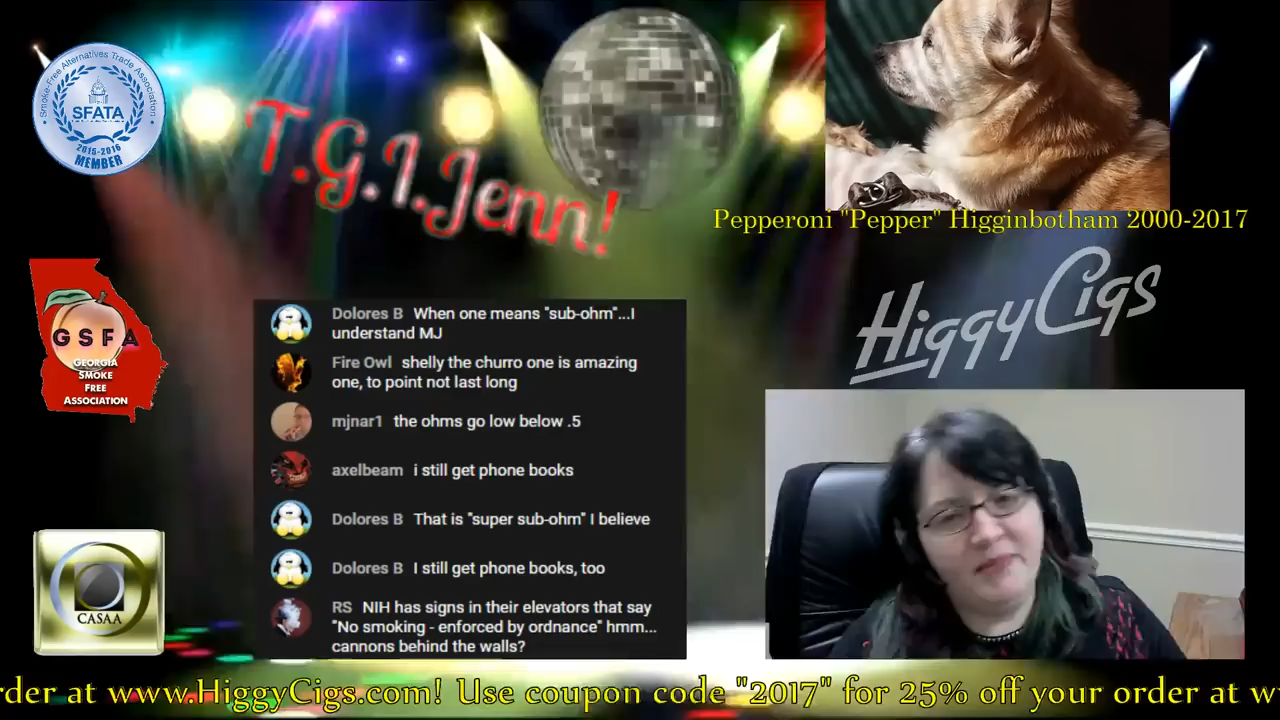 Smoke-Free Alternatives Trade Association
SFATA
2015-2016
MEMBER
T.G.I.Jenn!
Pepperoni "Pepper" Higginbotham 2000-2017
HiggyCigs
GSFA
GEORGIA
SMOKE
FREE
ASSOCIATION
CASAA
Dolores B When one means "sub-ohm"...I
understand MJ
Fire Owl shelly the churro one is amazing
one, to point not last long
mjnar1 the ohms go low below .5
axelbeam i still get phone books
Dolores B That is "super sub-ohm" I believe
Dolores B I still get phone books, too
RS NIH has signs in their elevators that say
"No smoking - enforced by ordnance" hmm...
cannons behind the walls?
rder at www.HiggyCigs.com! Use coupon code "2017" for 25% off your order at w